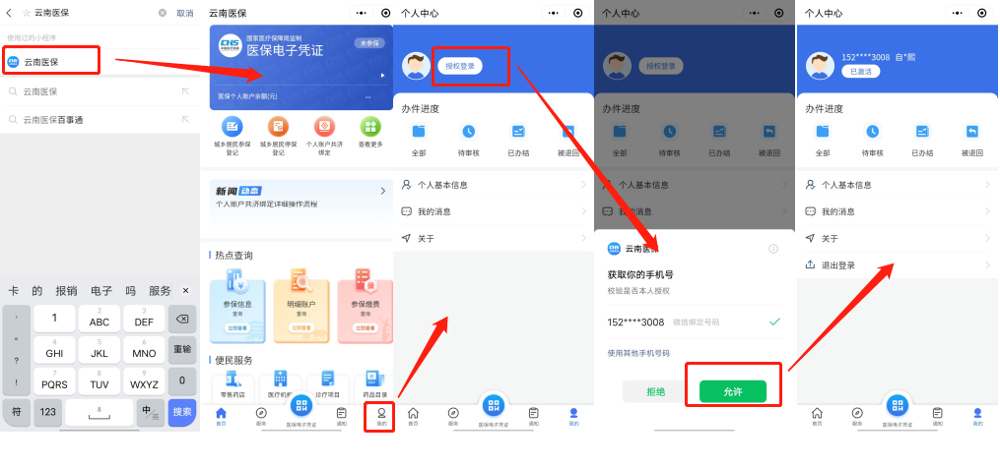 云南医保
取消
使用过的小程序
云南医保
云南医保
云南医保百事通
卡 的 报销 电子 吗 服务
1
2
ABC
3
DEF
4
GHI
5
JKL
6
MNO
重输
7
PQRS
8
TUV
9
WXYZ
0
符
123
中/英
搜索
云南医保
CHS
国家医疗保障局监制
医保电子凭证
未参保
医保个人账户余额(元)
--
城乡居民参保登记
城乡居民停保登记
个人账户共济绑定
查看更多
新闻动态
个人账户共济绑定详细操作流程
热点查询
参保信息
查询
立即查看
明细账户
查询
立即查看
参保缴费
查询
立即查看
便民服务
零售药店
医疗机
诊疗项目
药品目录
首页
服务
医保电子凭证
通知
我的
个人中心
授权登录
办件进度
全部
待审核
已办结
被退回
个人基本信息
我的消息
关于
首页
服务
医保电子凭证
通知
我的
个人中心
授权登录
办件进度
全部
待审核
已办结
被退回
个人基本信息
我的消息
云南医保
获取你的手机号
校验是否本人授权
152****3008 微信绑定号码
使用其他手机号码
拒绝
允许
个人中心
152****3008 自*熙
已激活
办件进度
全部
待审核
已办结
被退回
个人基本信息
我的消息
关于
退出登录
首页
服务
医保电子凭证
通知
我的